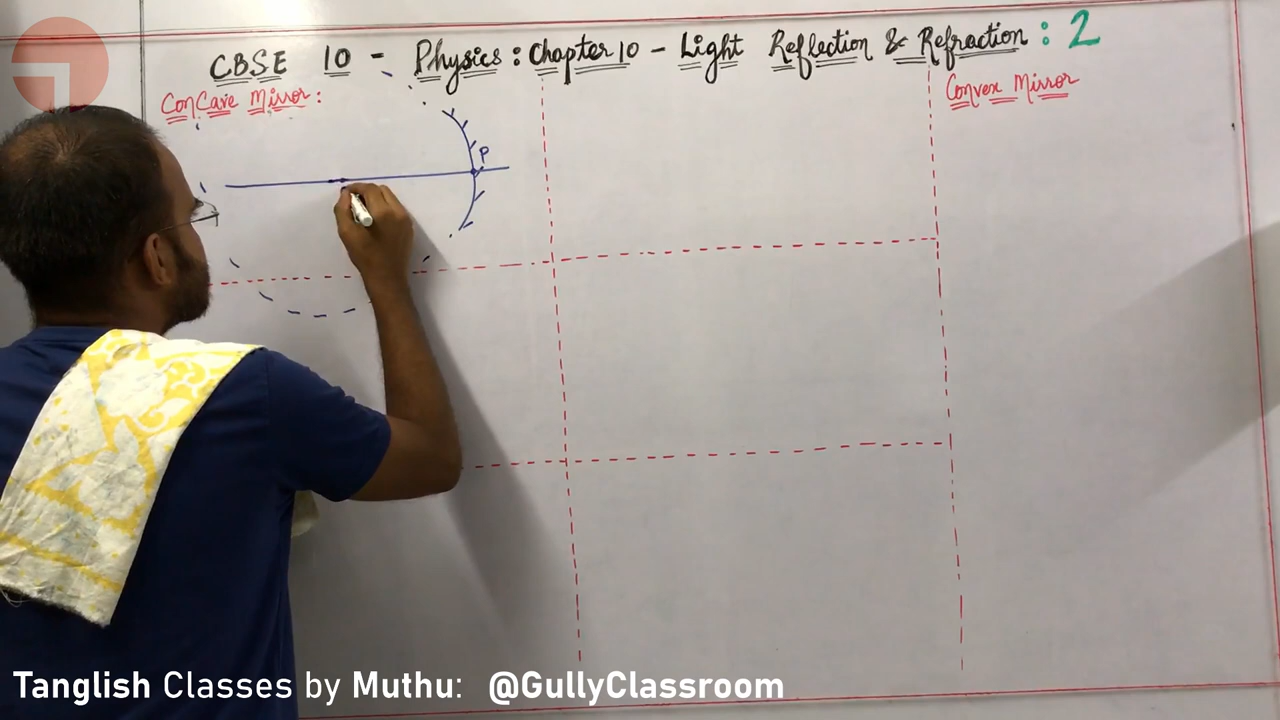 CBSE 10 - Physics : Chapter 10 - Light Reflection & Refraction : 2
ConCave Mirror :
Convex Mirror
P
Tanglish Classes by Muthu: @GullyClassroom